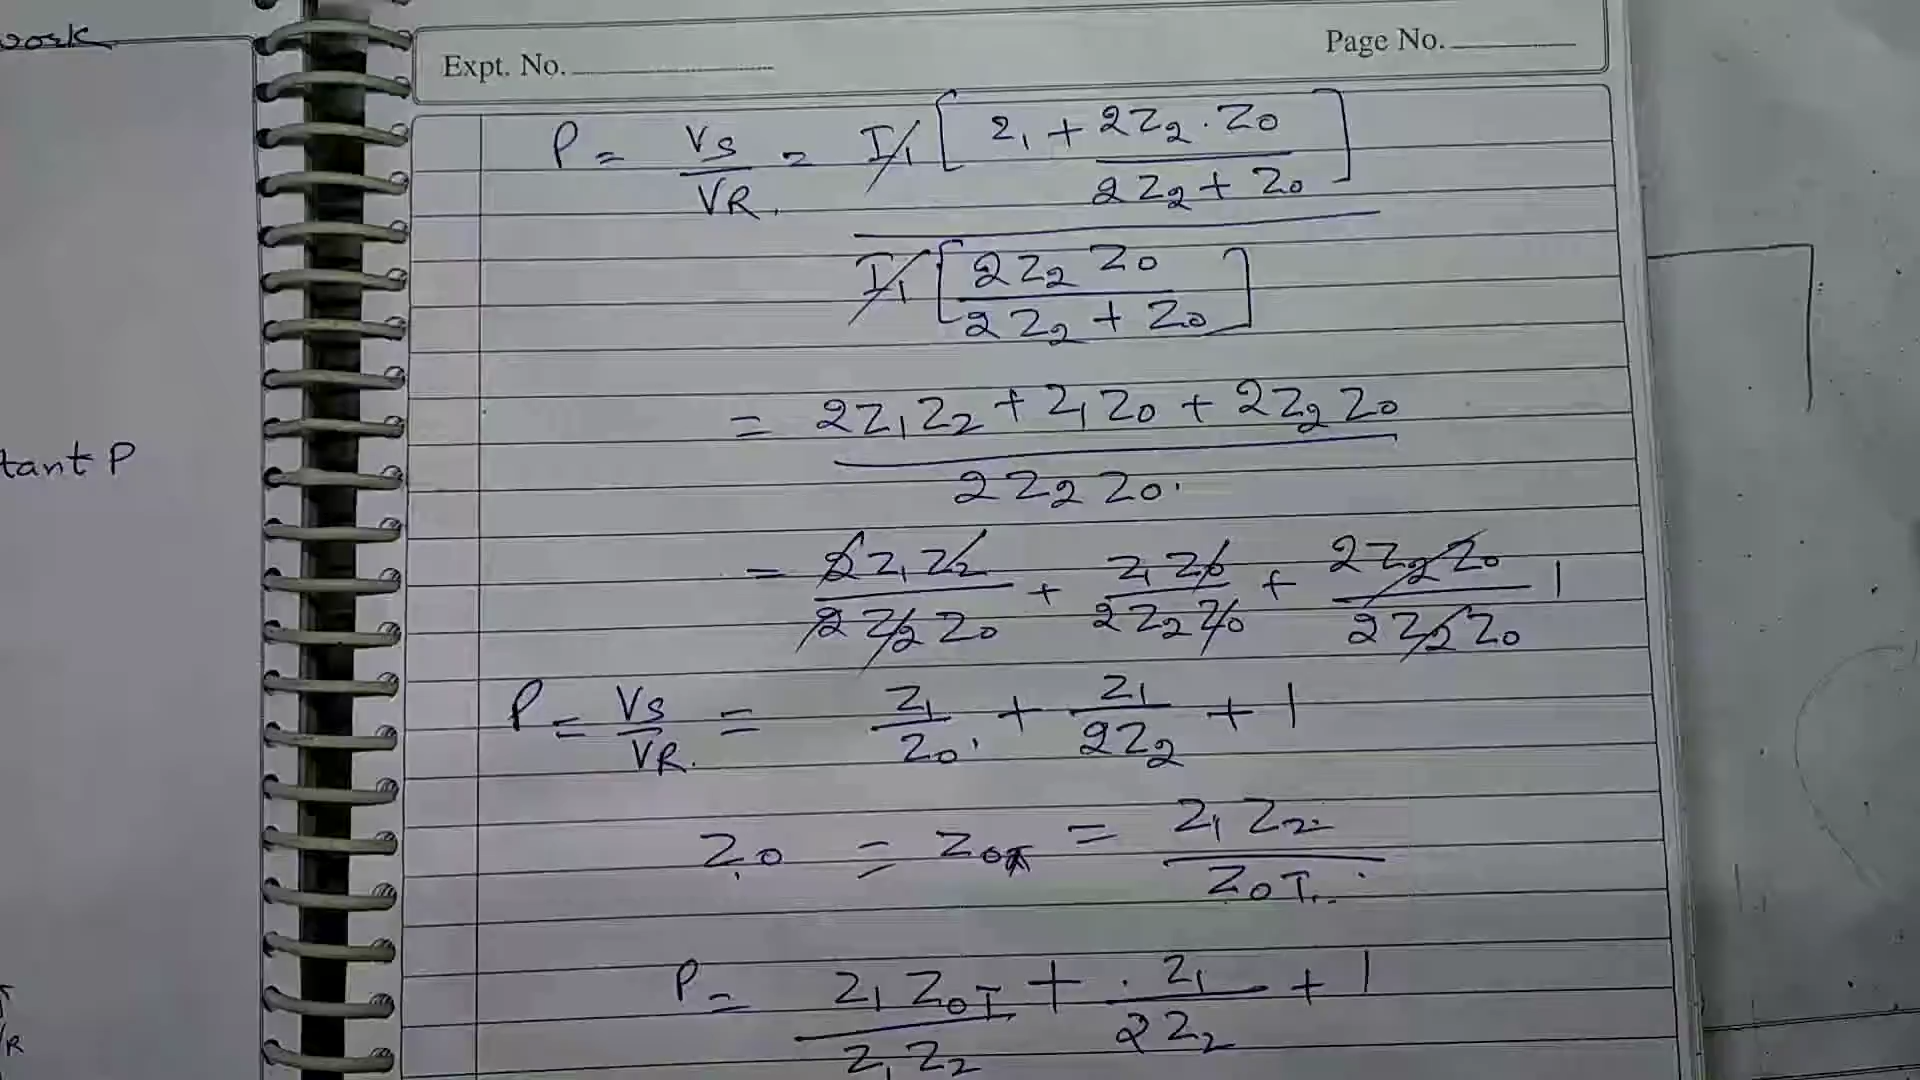 work
Expt. No.
Page No.
P = VS / VR. = I1 [ Z1 + 2Z2 . Z0 / 2Z2 + Z0 ]
I1 [ 2Z2 Z0 / 2Z2 + Z0 ]
= 2Z1Z2 + Z1Z0 + 2Z2Z0
2Z2Z0.
tant P
= 2Z1Z2 / 2Z2Z0 + Z1Z0 / 2Z2Z0 + 2Z2Z0 / 2Z2Z0 1
P = VS / VR. = Z1 / Z0 + Z1 / 2Z2 + 1
Z0 = Z0π = Z1Z2 / Z0T
P = Z1Z0T / Z1Z2 + Z1 / 2Z2 + 1